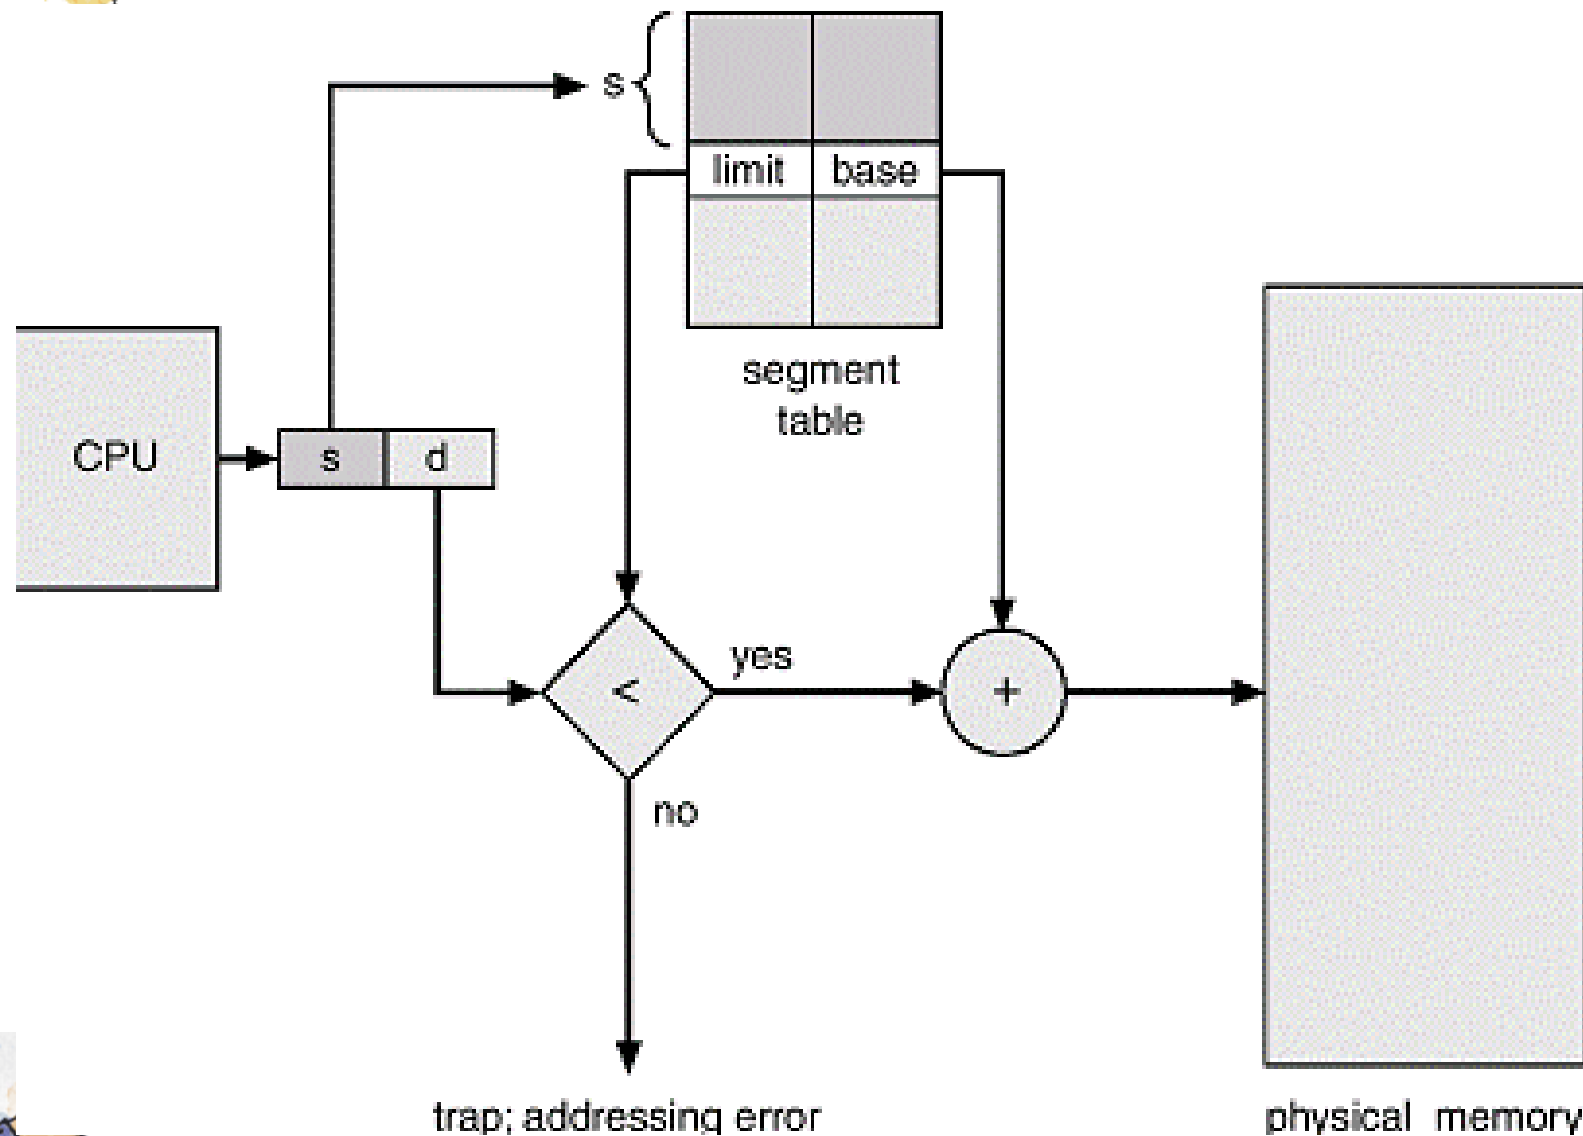 s
limit base
segment
table
CPU
s d
yes
<
+
no
trap; addressing error
physical memory